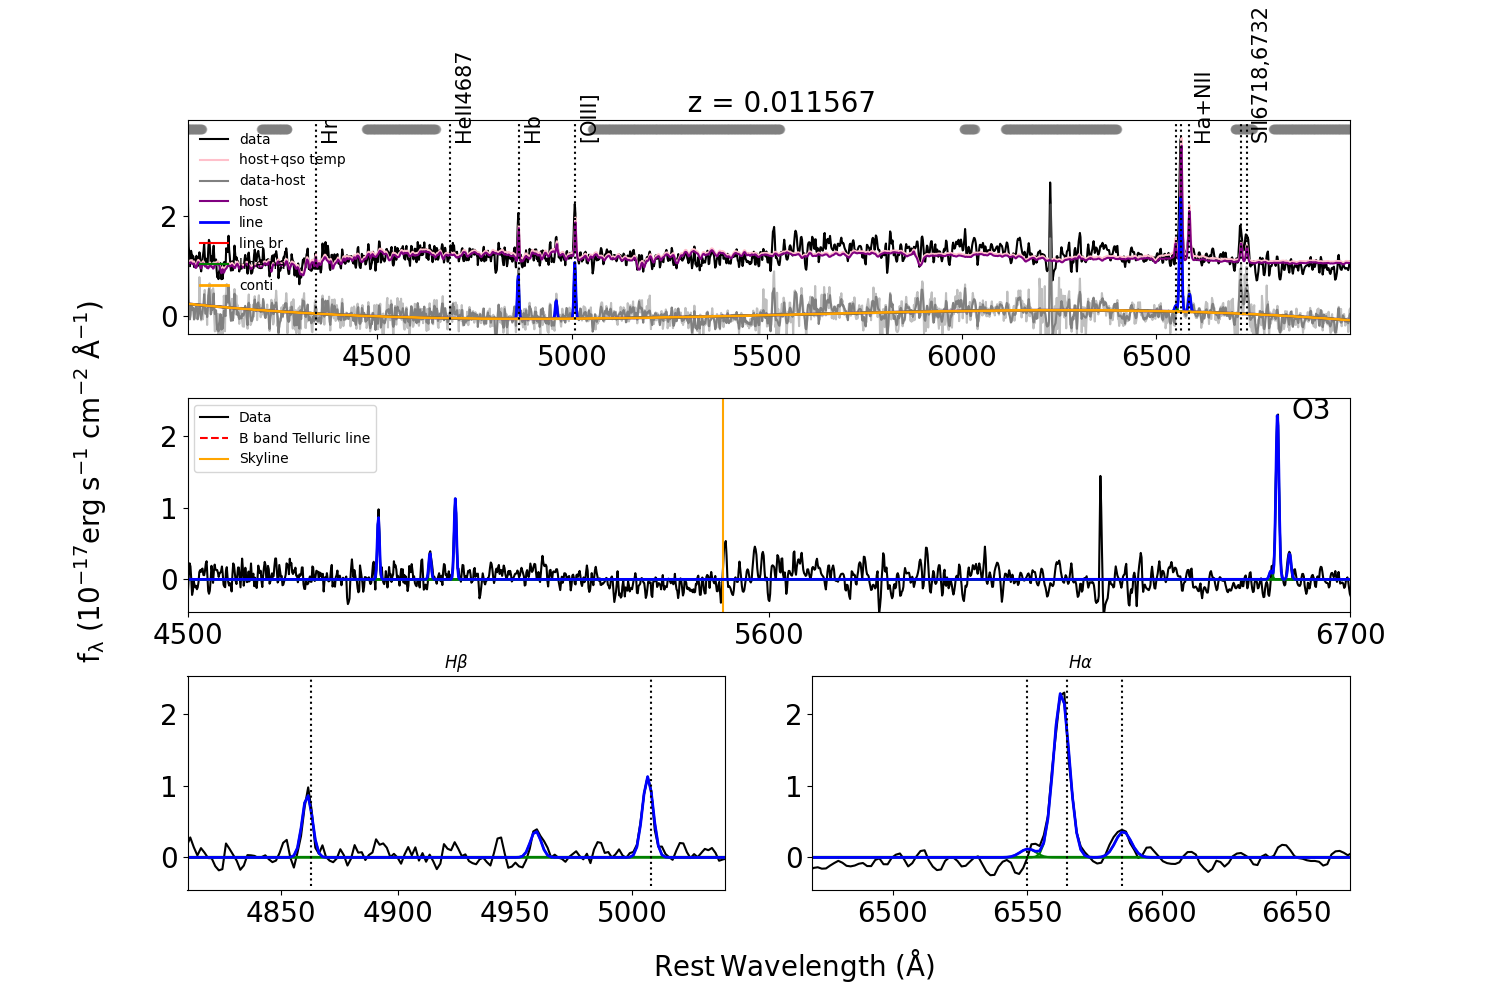 z = 0.011567
Hr
HeII4687
Hb
[OIII]
Ha+NII
SII6718,6732
data
host+qso temp
data-host
host
line
line br
conti
2
0
4500 5000 5500 6000 6500
f_λ (10^−17 erg s^−1 cm^−2 Å^−1)
O3
Data
B band Telluric line
Skyline
2
1
0
4500 5600 6700
Hβ
2
1
0
4850 4900 4950 5000
Hα
2
1
0
6500 6550 6600 6650
Rest Wavelength (Å)